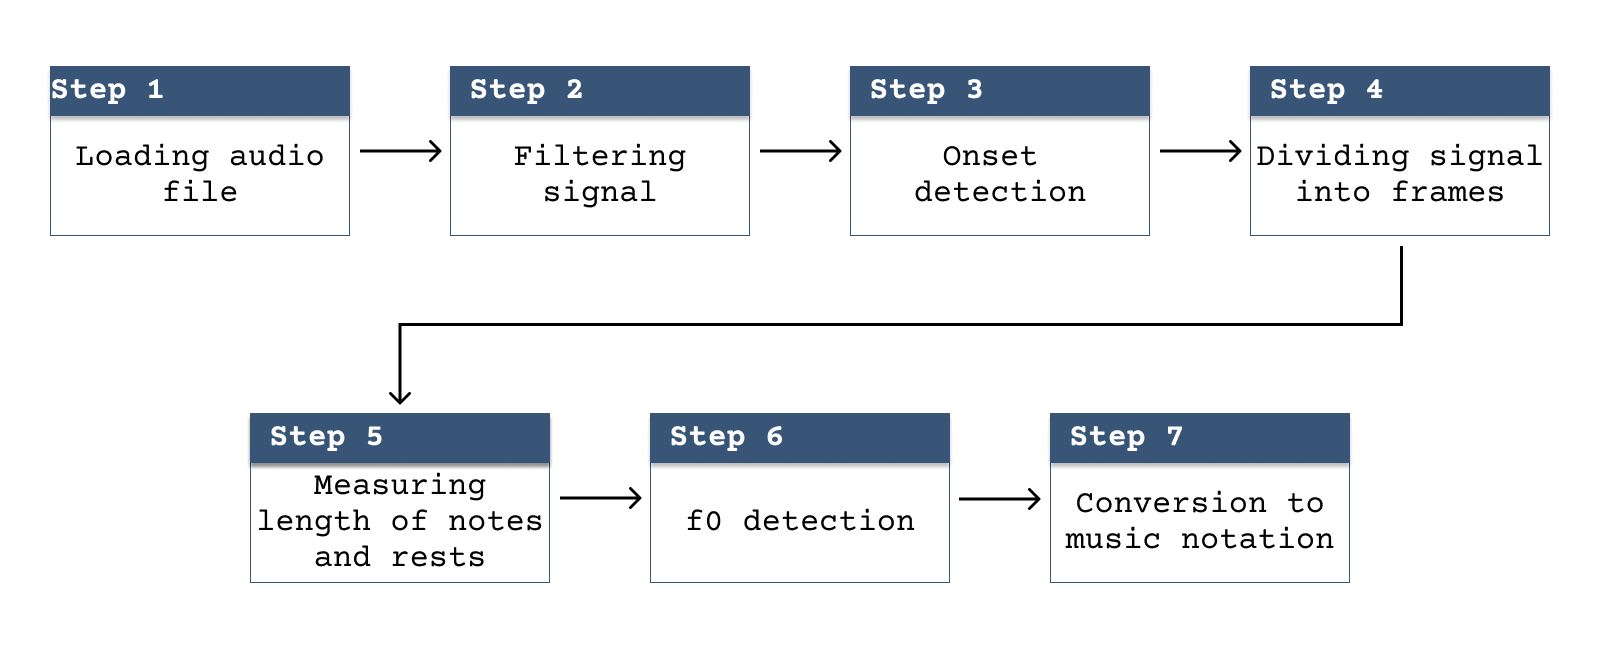 Step 1
Loading audio
file
Step 2
Filtering
signal
Step 3
Onset
detection
Step 4
Dividing signal
into frames
Step 5
Measuring
length of notes
and rests
Step 6
f0 detection
Step 7
Conversion to
music notation